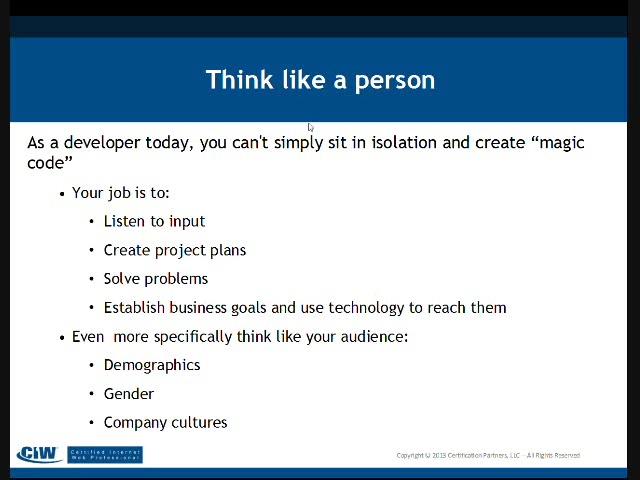 Think like a person
As a developer today, you can't simply sit in isolation and create “magic
code”
• Your job is to:
• Listen to input
• Create project plans
• Solve problems
• Establish business goals and use technology to reach them
• Even  more specifically think like your audience:
• Demographics
• Gender
• Company cultures
CIW Certified Internet
Web Professional
Copyright © 2013 Certification Partners, LLC – All Rights Reserved